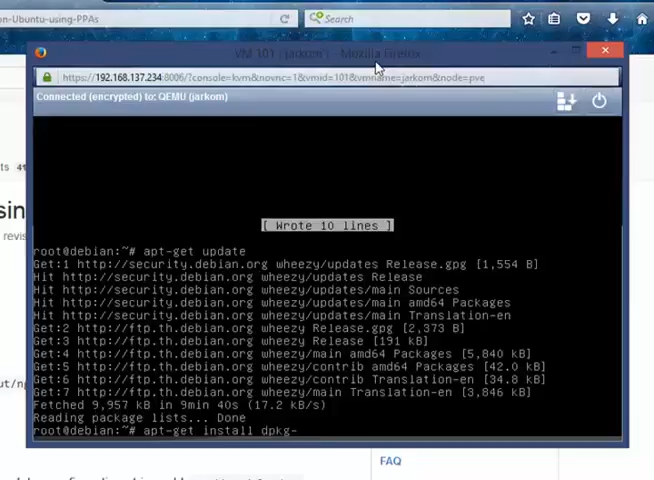 n-Ubuntu-using-PPAs
Search
VM 101 ( jarkom ) - Mozilla Firefox
https://192.168.137.234:8006/?console=kvm&novnc=1&vmid=101&vmname=jarkom&node=pve
Connected (encrypted) to: QEMU (jarkom)
[ Wrote 10 lines ]
root@debian:~# apt-get update
Get:1 http://security.debian.org wheezy/updates Release.gpg [1,554 B]
Hit http://security.debian.org wheezy/updates Release
Hit http://security.debian.org wheezy/updates/main Sources
Hit http://security.debian.org wheezy/updates/main amd64 Packages
Hit http://security.debian.org wheezy/updates/main Translation-en
Get:2 http://ftp.th.debian.org wheezy Release.gpg [2,373 B]
Get:3 http://ftp.th.debian.org wheezy Release [191 kB]
Get:4 http://ftp.th.debian.org wheezy/main amd64 Packages [5,840 kB]
Get:5 http://ftp.th.debian.org wheezy/contrib amd64 Packages [42.0 kB]
Get:6 http://ftp.th.debian.org wheezy/contrib Translation-en [34.8 kB]
Get:7 http://ftp.th.debian.org wheezy/main Translation-en [3,846 kB]
Fetched 9,957 kB in 9min 40s (17.2 kB/s)
Reading package lists... Done
root@debian:~# apt-get install dpkg-
sin
revis
ut/n
FAQ